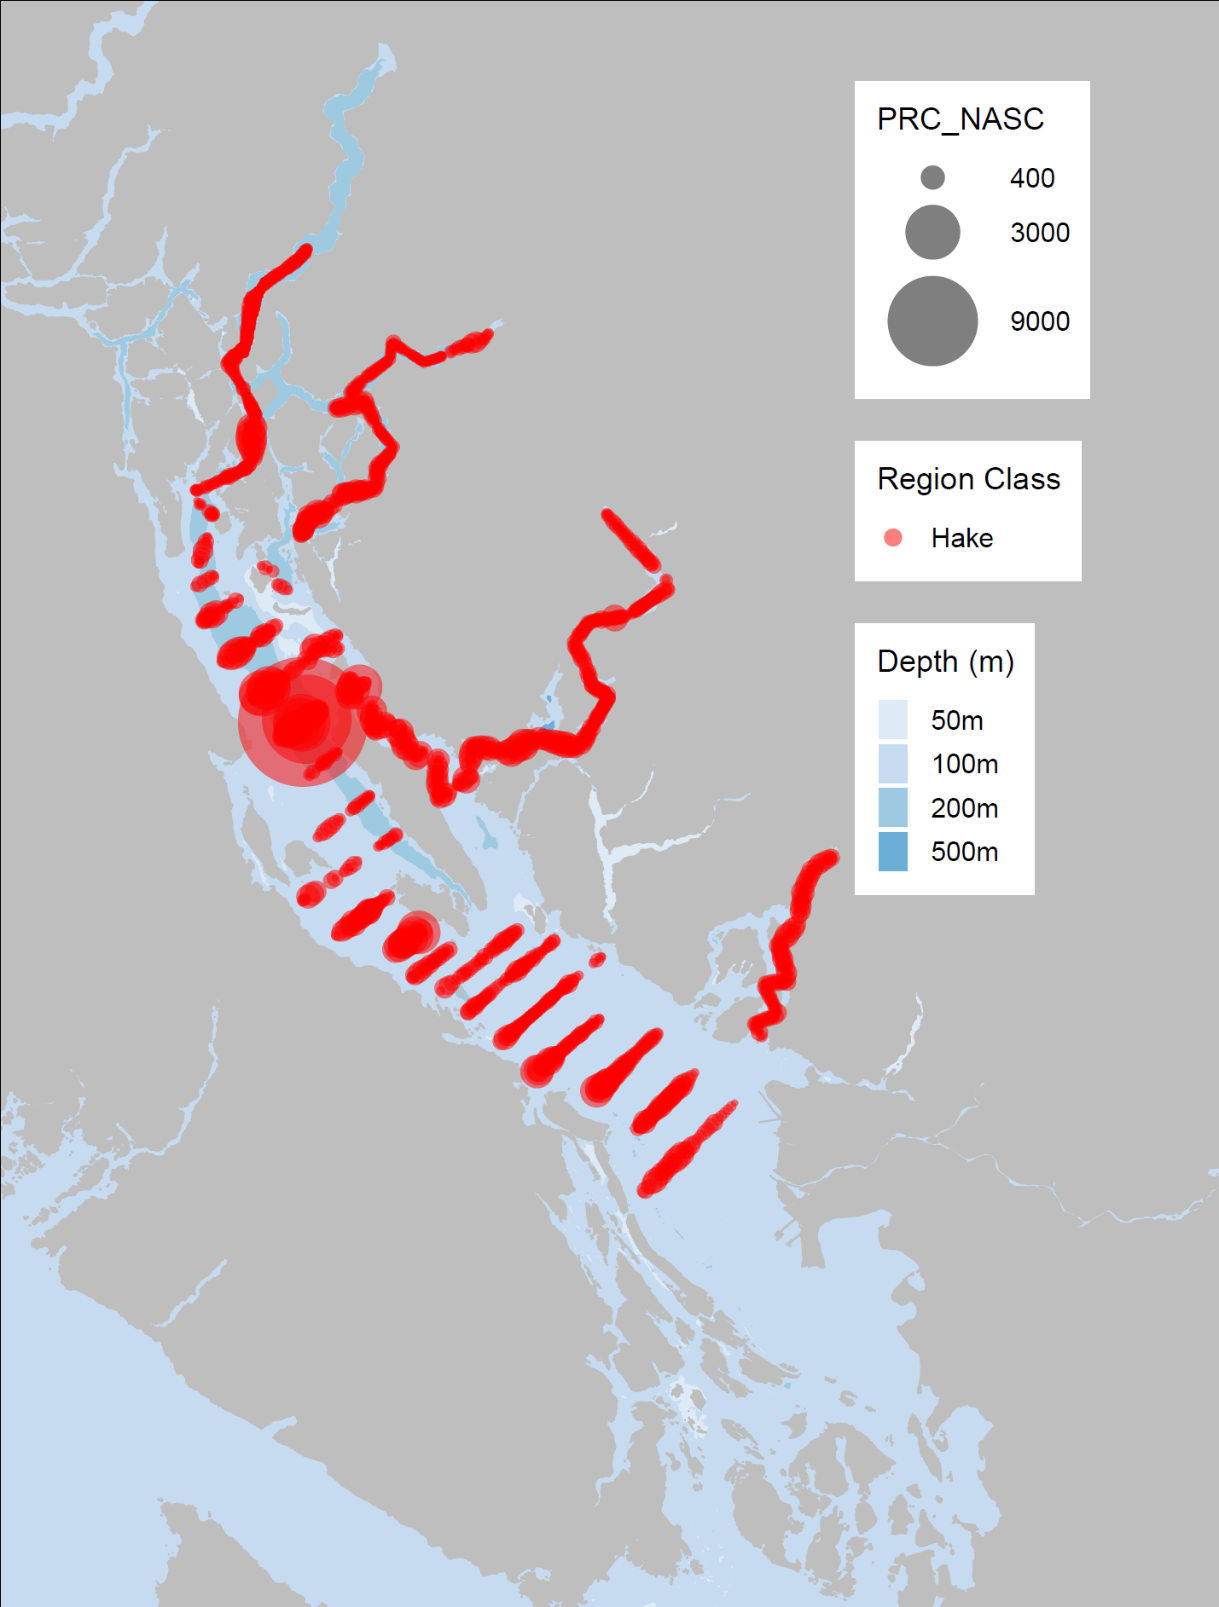 PRC_NASC
400
3000
9000
Region Class
Hake
Depth (m)
50m
100m
200m
500m